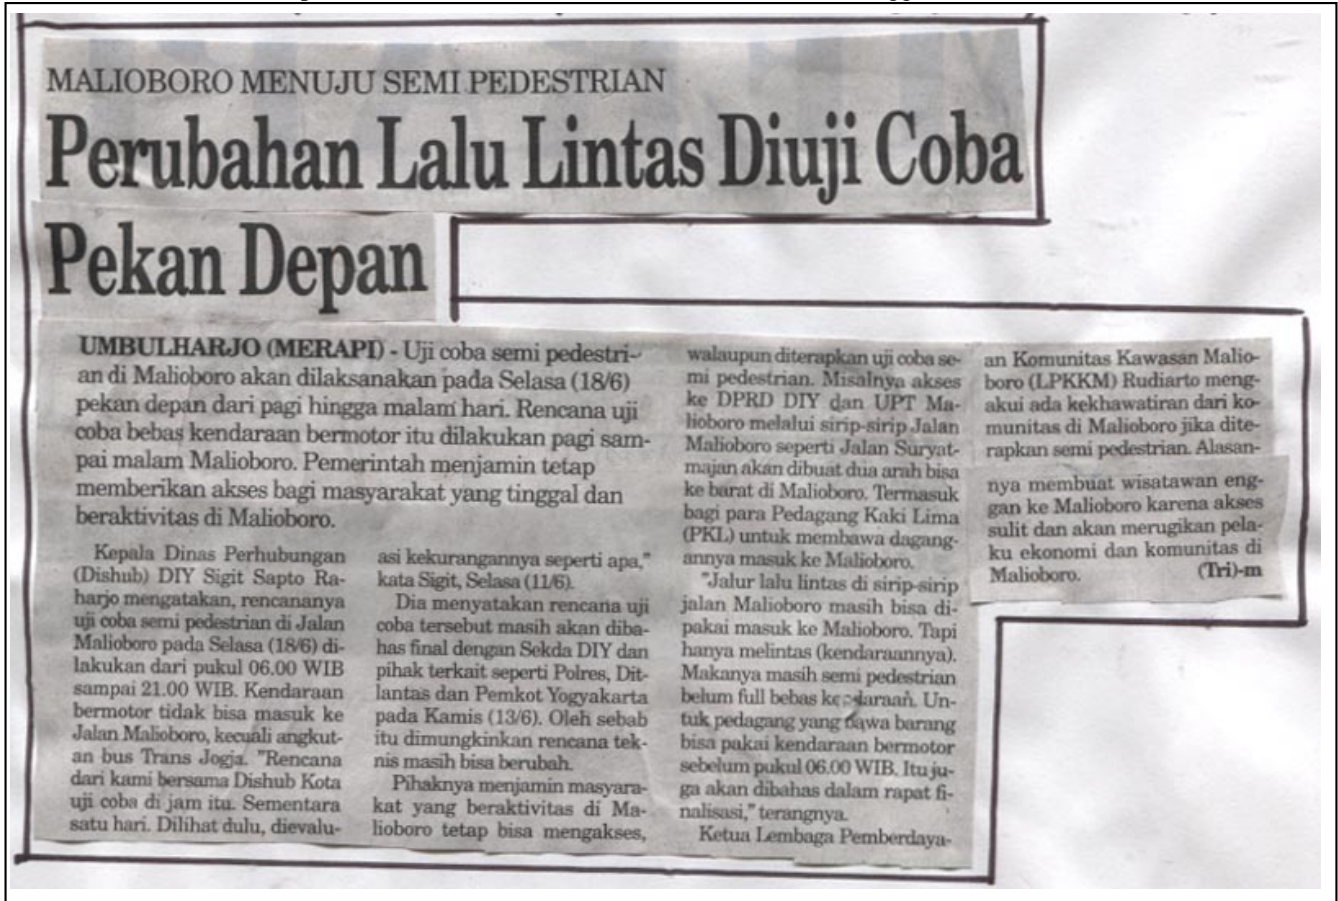 MALIOBORO MENUJU SEMI PEDESTRIAN
Perubahan Lalu Lintas Diuji Coba
Pekan Depan
UMBULHARJO (MERAPI) - Uji coba semi pedestri-
an di Malioboro akan dilaksanakan pada Selasa (18/6)
pekan depan dari pagi hingga malam hari. Rencana uji
coba bebas kendaraan bermotor itu dilakukan pagi sam-
pai malam Malioboro. Pemerintah menjamin tetap
memberikan akses bagi masyarakat yang tinggal dan
beraktivitas di Malioboro.
Kepala Dinas Perhubungan
(Dishub) DIY Sigit Sapto Ra-
harjo mengatakan, rencananya
uji coba semi pedestrian di Jalan
Malioboro pada Selasa (18/6) di-
lakukan dari pukul 06.00 WIB
sampai 21.00 WIB. Kendaraan
bermotor tidak bisa masuk ke
Jalan Malioboro, kecuali angkut-
an bus Trans Jogja. "Rencana
dari kami bersama Dishub Kota
uji coba di jam itu. Sementara
satu hari. Dilihat dulu, dievalu-
asi kekurangannya seperti apa,"
kata Sigit, Selasa (11/6).
Dia menyatakan rencana uji
coba tersebut masih akan diba-
has final dengan Sekda DIY dan
pihak terkait seperti Polres, Dit-
lantas dan Pemkot Yogyakarta
pada Kamis (13/6). Oleh sebab
itu dimungkinkan rencana tek-
nis masih bisa berubah.
Pihaknya menjamin masyara-
kat yang beraktivitas di Ma-
lioboro tetap bisa mengakses,
walaupun diterapkan uji coba se-
mi pedestrian. Misalnya akses
ke DPRD DIY dan UPT Ma-
lioboro melalui sirip-sirip Jalan
Malioboro seperti Jalan Suryat-
majan akan dibuat dua arah bisa
ke barat di Malioboro. Termasuk
bagi para Pedagang Kaki Lima
(PKL) untuk membawa dagang-
annya masuk ke Malioboro.
"Jalur lalu lintas di sirip-sirip
jalan Malioboro masih bisa di-
pakai masuk ke Malioboro. Tapi
hanya melintas (kendaraannya).
Makanya masih semi pedestrian
belum full bebas kendaraan. Un-
tuk pedagang yang bawa barang
bisa pakai kendaraan bermotor
sebelum pukul 06.00 WIB. Itu ju-
ga akan dibahas dalam rapat fi-
nalisasi," terangnya.
Ketua Lembaga Pemberdaya-
an Komunitas Kawasan Malio-
boro (LPKKM) Rudiarto meng-
akui ada kekhawatiran dari ko-
munitas di Malioboro jika dite-
rapkan semi pedestrian. Alasan-
nya membuat wisatawan eng-
gan ke Malioboro karena akses
sulit dan akan merugikan pela-
ku ekonomi dan komunitas di
Malioboro. (Tri)-m